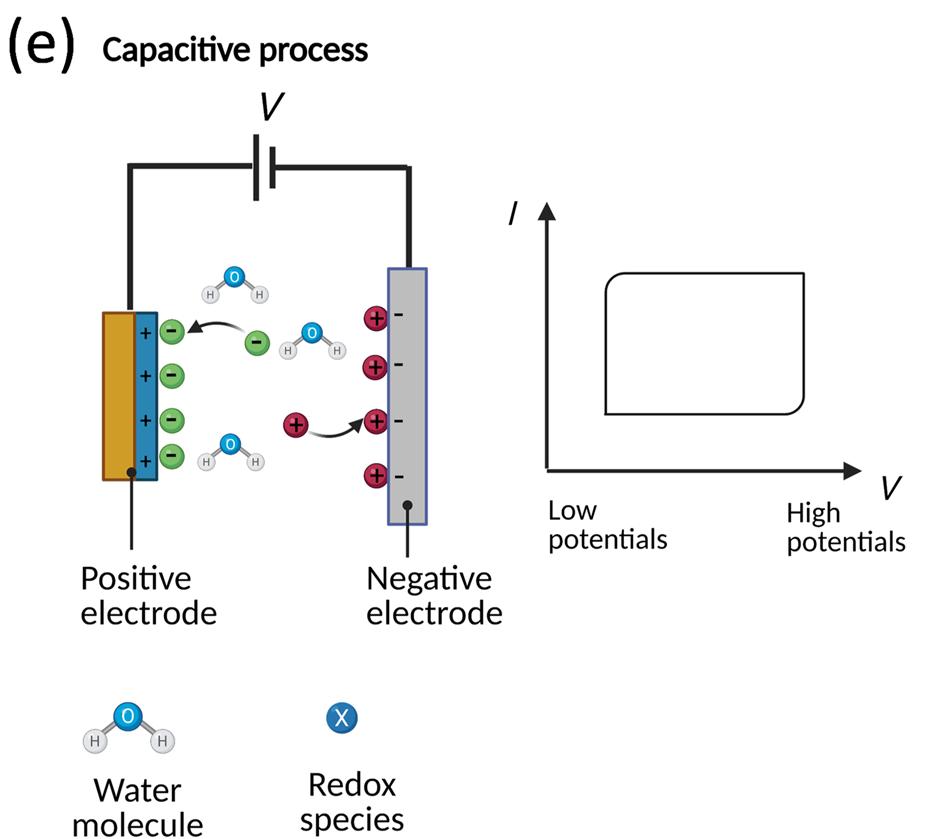 (e) Capacitive process
V
O
H H
+ -
- O
H H
+ -
+ -
+ -
+ -
+ + -
O
H H
+ -
+ -
I
V
Low
potentials
High
potentials
Positive
electrode
Negative
electrode
O
H H
X
Water
molecule
Redox
species